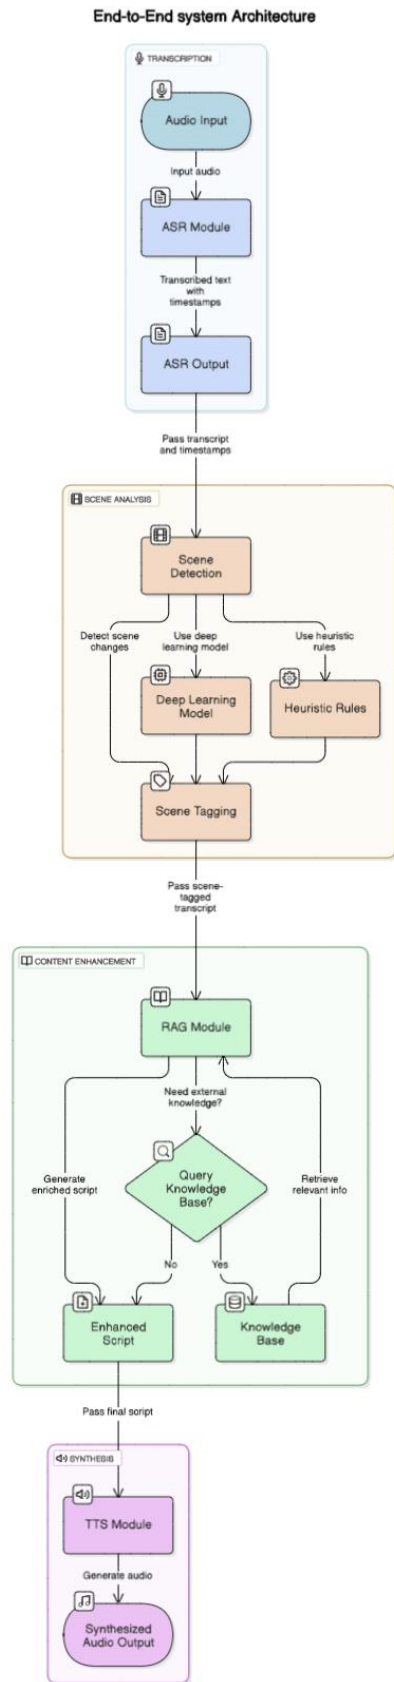 End-to-End system Architecture
TRANSCRIPTION
Audio Input
Input audio
ASR Module
Transcribed text
with
timestamps
ASR Output
Pass transcript
and timestamps
SCENE ANALYSIS
Scene
Detection
Detect scene
changes
Use deep
learning model
Use heuristic
rules
Deep Learning
Model
Heuristic Rules
Scene Tagging
Pass scene-
tagged
transcript
CONTENT ENHANCEMENT
RAG Module
Need external
knowledge?
Generate
enriched script
Query
Knowledge
Base?
Retrieve
relevant info
No
Yes
Enhanced
Script
Knowledge
Base
Pass final script
SYNTHESIS
TTS Module
Generate audio
Synthesized
Audio Output